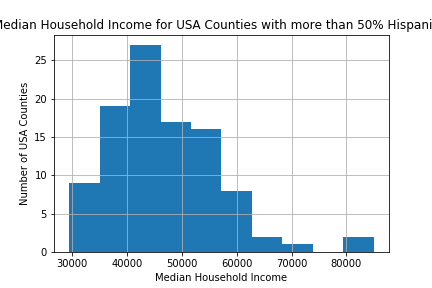 Median Household Income for USA Counties with more than 50% Hispani
25
20
15
10
5
0
Number of USA Counties
30000 40000 50000 60000 70000 80000
Median Household Income